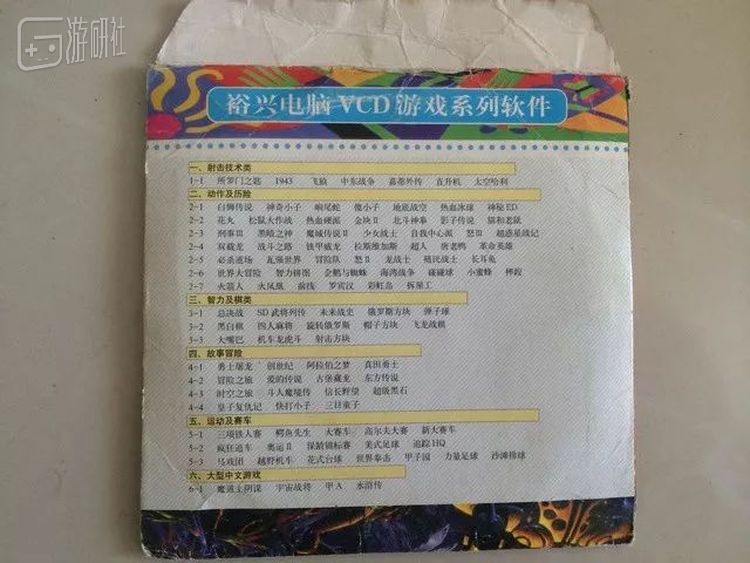 游研社
裕兴电脑VCD游戏系列软件
一、射击技术类
1-1 所罗门之匙 1943 飞狼 中东战争 嘉蒂外传 直升机 太空哈利
二、动作及历险
2-1 白狮传说 神奇小子 响尾蛇 傻小子 地底战空 热血冰球 神秘ED
2-2 花丸 松鼠大作战 热血硬派 金块Ⅱ 北斗神拳 影子传说 猫和老鼠
2-3 刑事Ⅲ 黑暗之神 魔城传说Ⅱ 少女战士 自我中心派 怒Ⅲ 超惑星战记
2-4 双截龙 战斗之路 铁甲威龙 拉斯维加斯 超人 唐老鸭 革命英雄
2-5 必杀道场 瓦强世界 冒险队 怒Ⅱ 龙战士 殖民战士 长耳兔
2-6 世界大冒险 智力拼图 企鹅与蜘蛛 海湾战争 碰碰球 小蜜蜂
2-7 火箭人 火凤凰 前线 罗宾汉 彩虹岛 拆屋工
三、智力及棋类
3-1 总决战 SD武将列传 未来战史 俄罗斯方块 弹子球
3-2 黑白棋 四人麻将 旋转俄罗斯 帽子方块 飞龙战棋
3-3 大嘴巴 机车龙虎斗 射击方块
四、故事冒险
4-1 勇士屠龙 创世纪 阿拉伯之梦 真田勇士
4-2 冒险之旅 爱的传说 古堡藏龙 东方传说
4-3 时空之旅 斗人魔境传 信长野望 超级黑石
4-4 皇子复仇记 快打小子 三目童子
五、运动及赛车
5-1 三项铁人赛 鳄鱼先生 大赛车 高尔夫大赛 新大赛车
5-2 疯狂追车 奥运Ⅱ 保龄锦标赛 美式足球 追踪HQ
5-3 马戏团 越野机车 花式台球 世界拳击 甲子园 力量足球 沙滩排球
六、大型中文游戏
6-1 魔道士阴谋 宇宙战将 甲A 水浒传